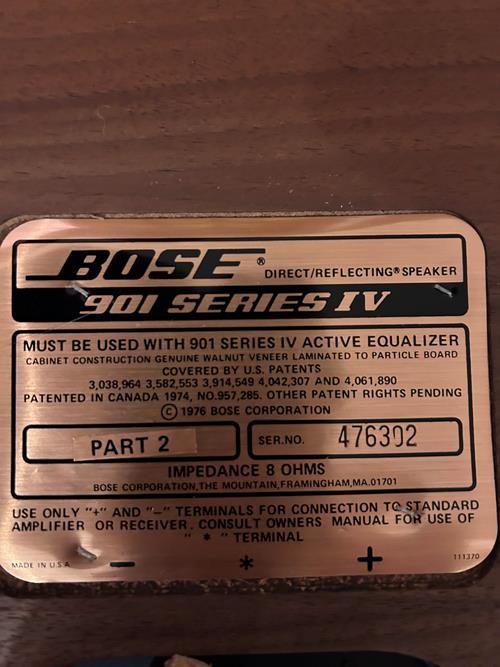 BOSE ® DIRECT/REFLECTING® SPEAKER
901 SERIES IV
MUST BE USED WITH 901 SERIES IV ACTIVE EQUALIZER
CABINET CONSTRUCTION GENUINE WALNUT VENEER LAMINATED TO PARTICLE BOARD
COVERED BY U.S. PATENTS
3,038,964 3,582,553 3,914,549 4,042,307 AND 4,061,890
PATENTED IN CANADA 1974, NO.957,285. OTHER PATENT RIGHTS PENDING
© 1976 BOSE CORPORATION
PART 2 SER.NO. 476302
IMPEDANCE 8 OHMS
BOSE CORPORATION, THE MOUNTAIN, FRAMINGHAM, MA. 01701
USE ONLY "+" AND "–" TERMINALS FOR CONNECTION TO STANDARD
AMPLIFIER OR RECEIVER. CONSULT OWNERS MANUAL FOR USE OF
" * " TERMINAL
MADE IN U.S.A – * + 111370